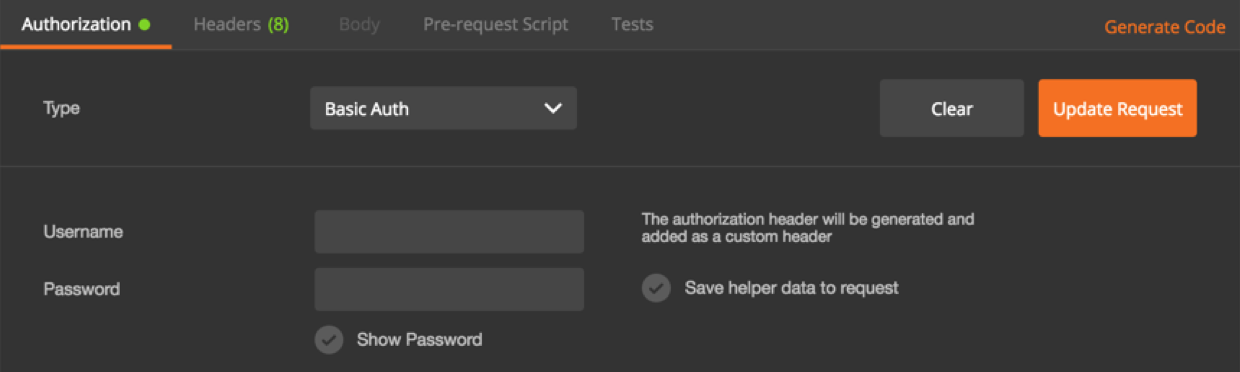 Authorization Headers (8) Body Pre-request Script Tests Generate Code
Type Basic Auth Clear Update Request
Username The authorization header will be generated and
added as a custom header
Password Save helper data to request
Show Password